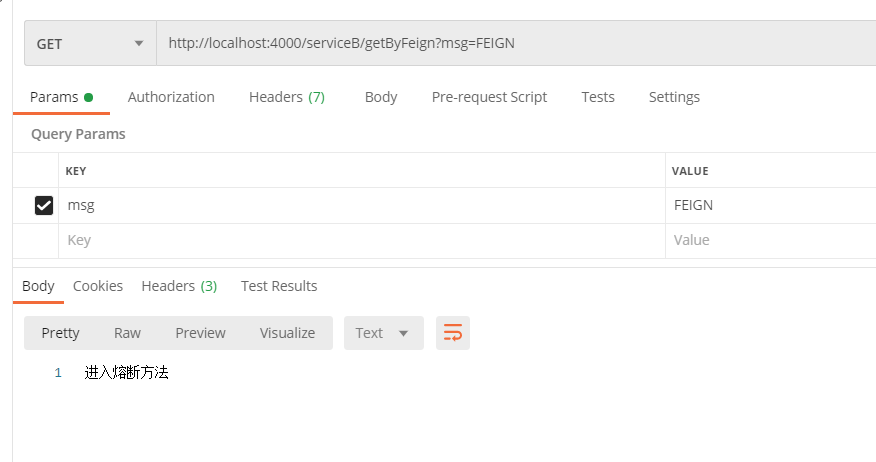 GET http://localhost:4000/serviceB/getByFeign?msg=FEIGN
Params Authorization Headers (7) Body Pre-request Script Tests Settings
Query Params
KEY VALUE
msg FEIGN
Key Value
Body Cookies Headers (3) Test Results
Pretty Raw Preview Visualize Text
1 进入熔断方法